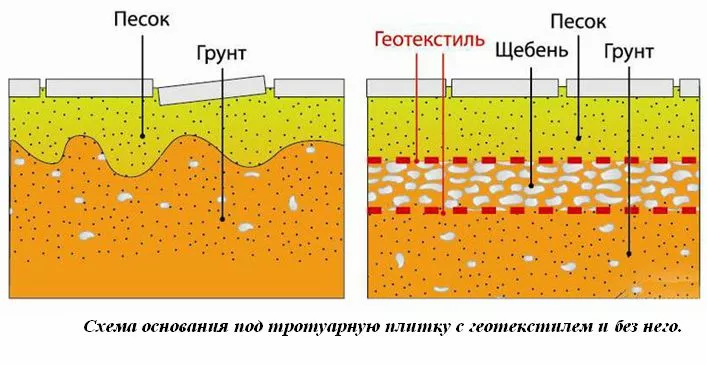 Песок
Грунт
Геотекстиль
Щебень
Песок
Грунт
Схема основания под тротуарную плитку с геотекстилем и без него.